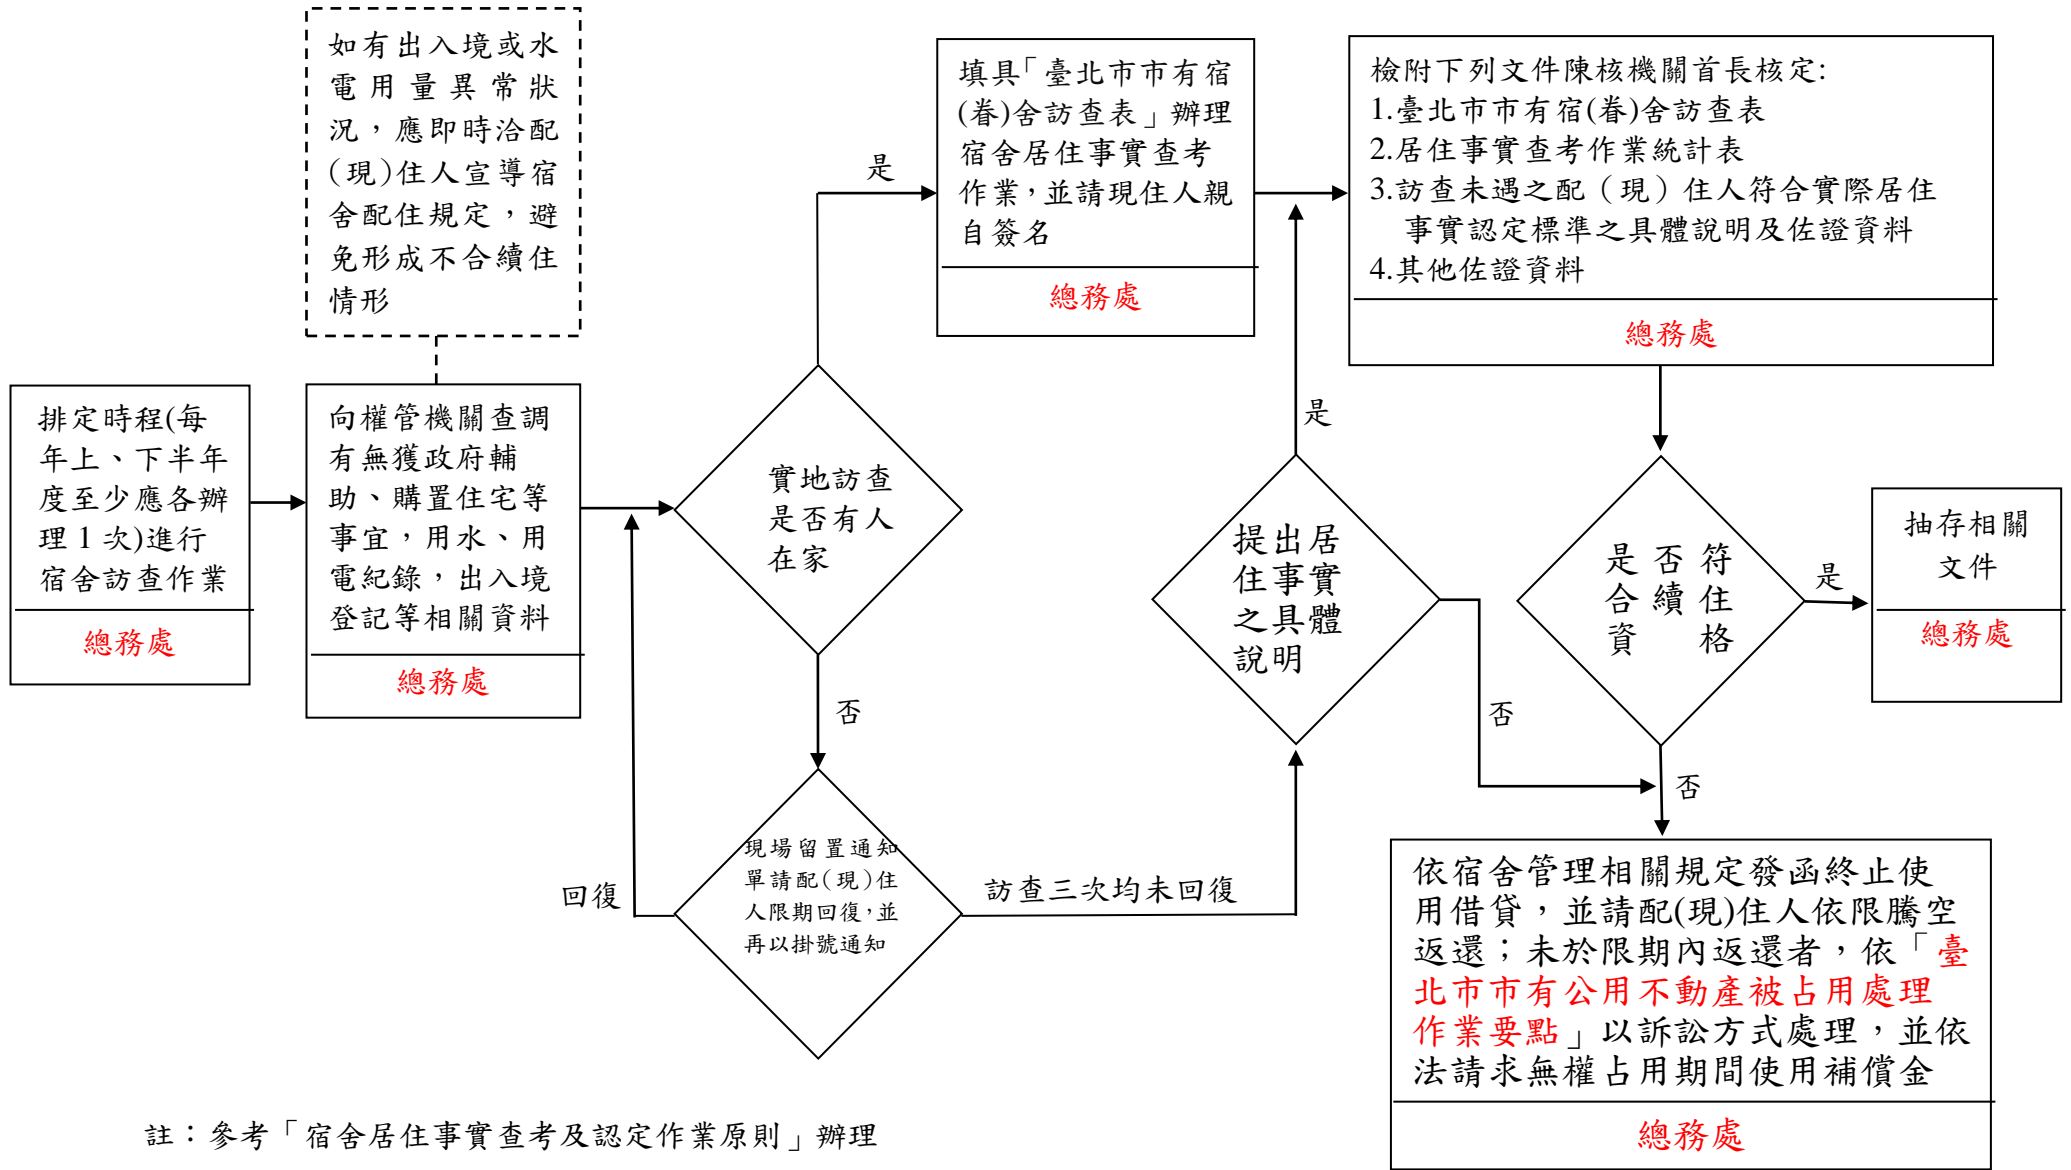 如有出入境或水
電用量異常狀
況，應即時洽配
(現)住人宣導宿
舍配住規定，避
免形成不合續住
情形
排定時程(每
年上、下半年
度至少應各辦
理1次)進行
宿舍訪查作業
總務處
向權管機關查調
有無獲政府輔
助、購置住宅等
事宜，用水、用
電紀錄，出入境
登記等相關資料
總務處
實地訪查
是否有人
在家
是
否
現場留置通知
單請配(現)住
人限期回復，並
再以掛號通知
回復
訪查三次均未回復
填具「臺北市市有宿
(眷)舍訪查表」辦理
宿舍居住事實查考
作業，並請現住人親
自簽名
總務處
提出居
住事實
之具體
說明
是
否
檢附下列文件陳核機關首長核定:
1.臺北市市有宿(眷)舍訪查表
2.居住事實查考作業統計表
3.訪查未遇之配（現）住人符合實際居住
事實認定標準之具體說明及佐證資料
4.其他佐證資料
總務處
是否符
合續住
資格
是
否
抽存相關
文件
總務處
依宿舍管理相關規定發函終止使
用借貸，並請配(現)住人依限騰空
返還；未於限期內返還者，依「臺
北市市有公用不動產被占用處理
作業要點」以訴訟方式處理，並依
法請求無權占用期間使用補償金
總務處
註：參考「宿舍居住事實查考及認定作業原則」辦理